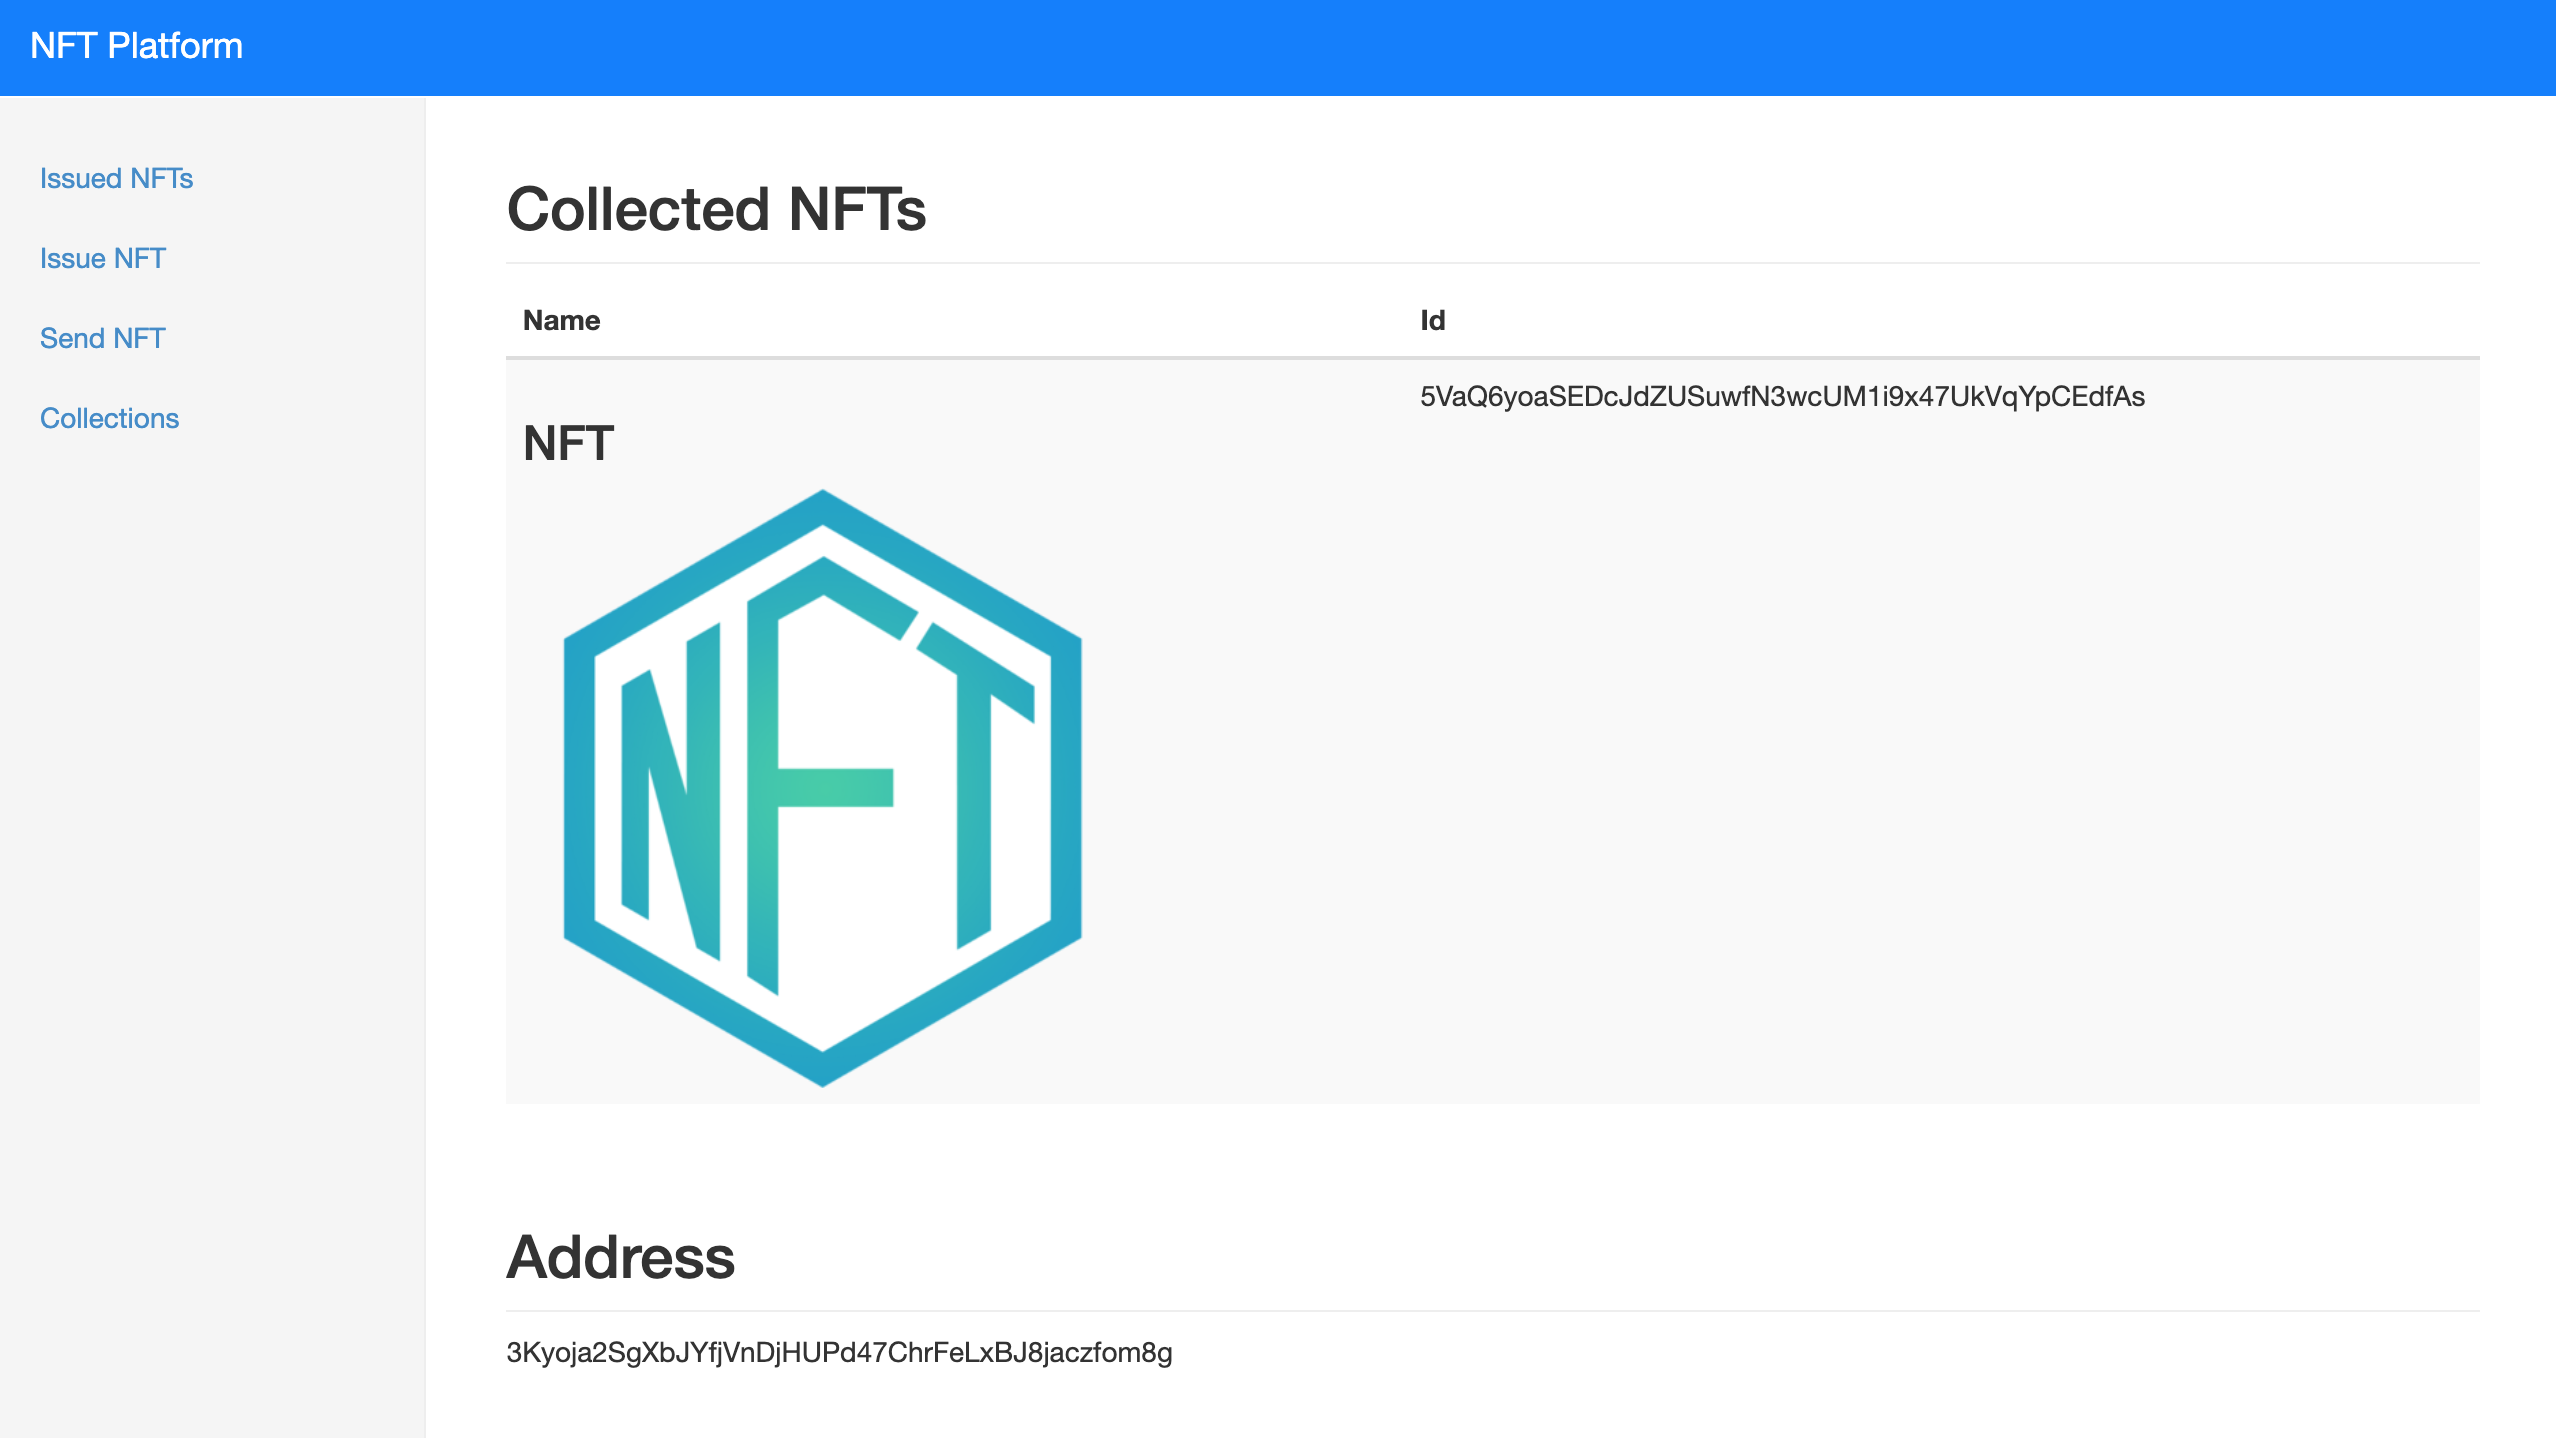 NFT Platform
Issued NFTs
Issue NFT
Send NFT
Collections
Collected NFTs
Name Id
5VaQ6yoaSEDcJdZUSuwfN3wcUM1i9x47UkVqYpCEdfAs
NFT
NFT
Address
3Kyoja2SgXbJYfjVnDjHUPd47ChrFeLxBJ8jaczfom8g